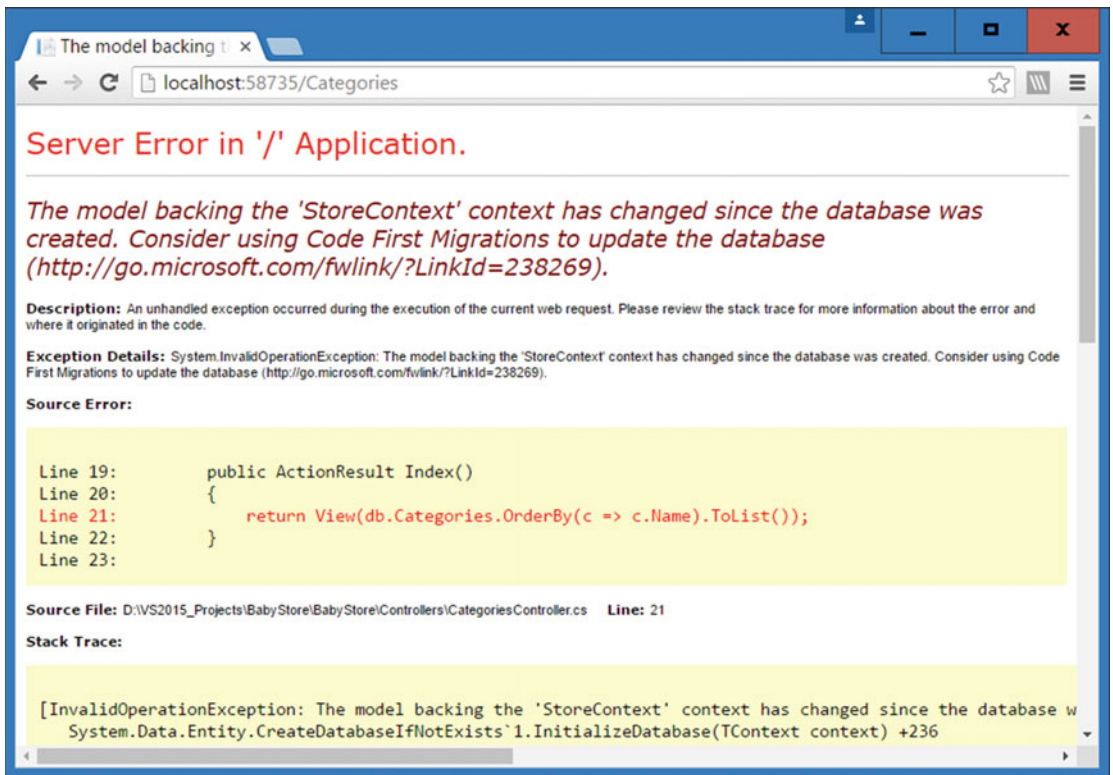 The model backing t
localhost:58735/Categories
Server Error in '/' Application.
The model backing the 'StoreContext' context has changed since the database was
created. Consider using Code First Migrations to update the database
(http://go.microsoft.com/fwlink/?LinkId=238269).
Description: An unhandled exception occurred during the execution of the current web request. Please review the stack trace for more information about the error and
where it originated in the code.
Exception Details: System.InvalidOperationException: The model backing the 'StoreContext' context has changed since the database was created. Consider using Code
First Migrations to update the database (http://go.microsoft.com/fwlink/?LinkId=238269).
Source Error:
Line 19:         public ActionResult Index()
Line 20:         {
Line 21:             return View(db.Categories.OrderBy(c => c.Name).ToList());
Line 22:         }
Line 23:
Source File: D:\VS2015_Projects\BabyStore\BabyStore\Controllers\CategoriesController.cs    Line: 21
Stack Trace:
[InvalidOperationException: The model backing the 'StoreContext' context has changed since the database w
   System.Data.Entity.CreateDatabaseIfNotExists`1.InitializeDatabase(TContext context) +236